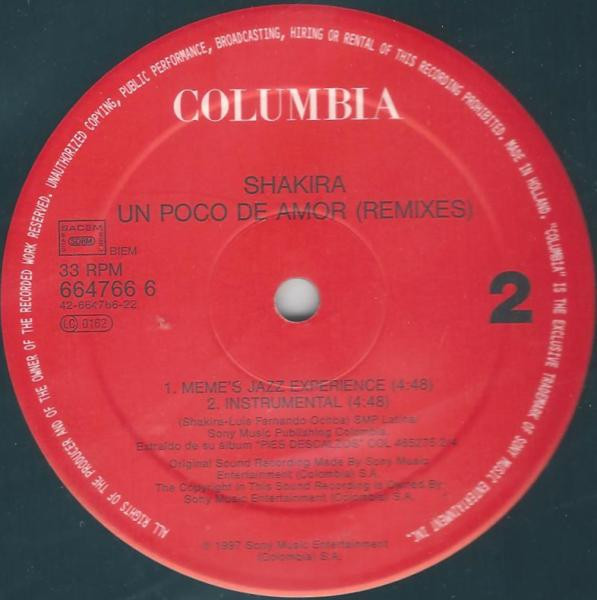 ALL RIGHTS OF THE PRODUCER AND OF THE OWNER OF THE RECORDED WORK RESERVED. UNAUTHORIZED COPYING, PUBLIC PERFORMANCE, BROADCASTING, HIRING OR RENTAL OF THIS RECORDING PROHIBITED. MADE IN HOLLAND. "COLUMBIA" IS THE EXCLUSIVE TRADEMARK OF SONY MUSIC ENTERTAINMENT INC.
COLUMBIA
SHAKIRA
UN POCO DE AMOR (REMIXES)
SACEM
SDRM
BIEM
33 RPM
664766 6
42-664766-22
LC 0162
2
1. MEME'S JAZZ EXPERIENCE (4:48)
2. INSTRUMENTAL (4:48)
(Shakira-Luis Fernando Ochoa) SMP Latina/
Sony Music Publishing Colombia
Extraído de su álbum "PIES DESCALZOS" COL 485275 2/4
Original Sound Recording Made By Sony Music
Entertainment (Colombia) S.A.
The Copyright In This Sound Recording Is Owned By
Sony Music Entertainment (Colombia) S.A.
℗ 1997 Sony Music Entertainment
(Colombia) S.A.